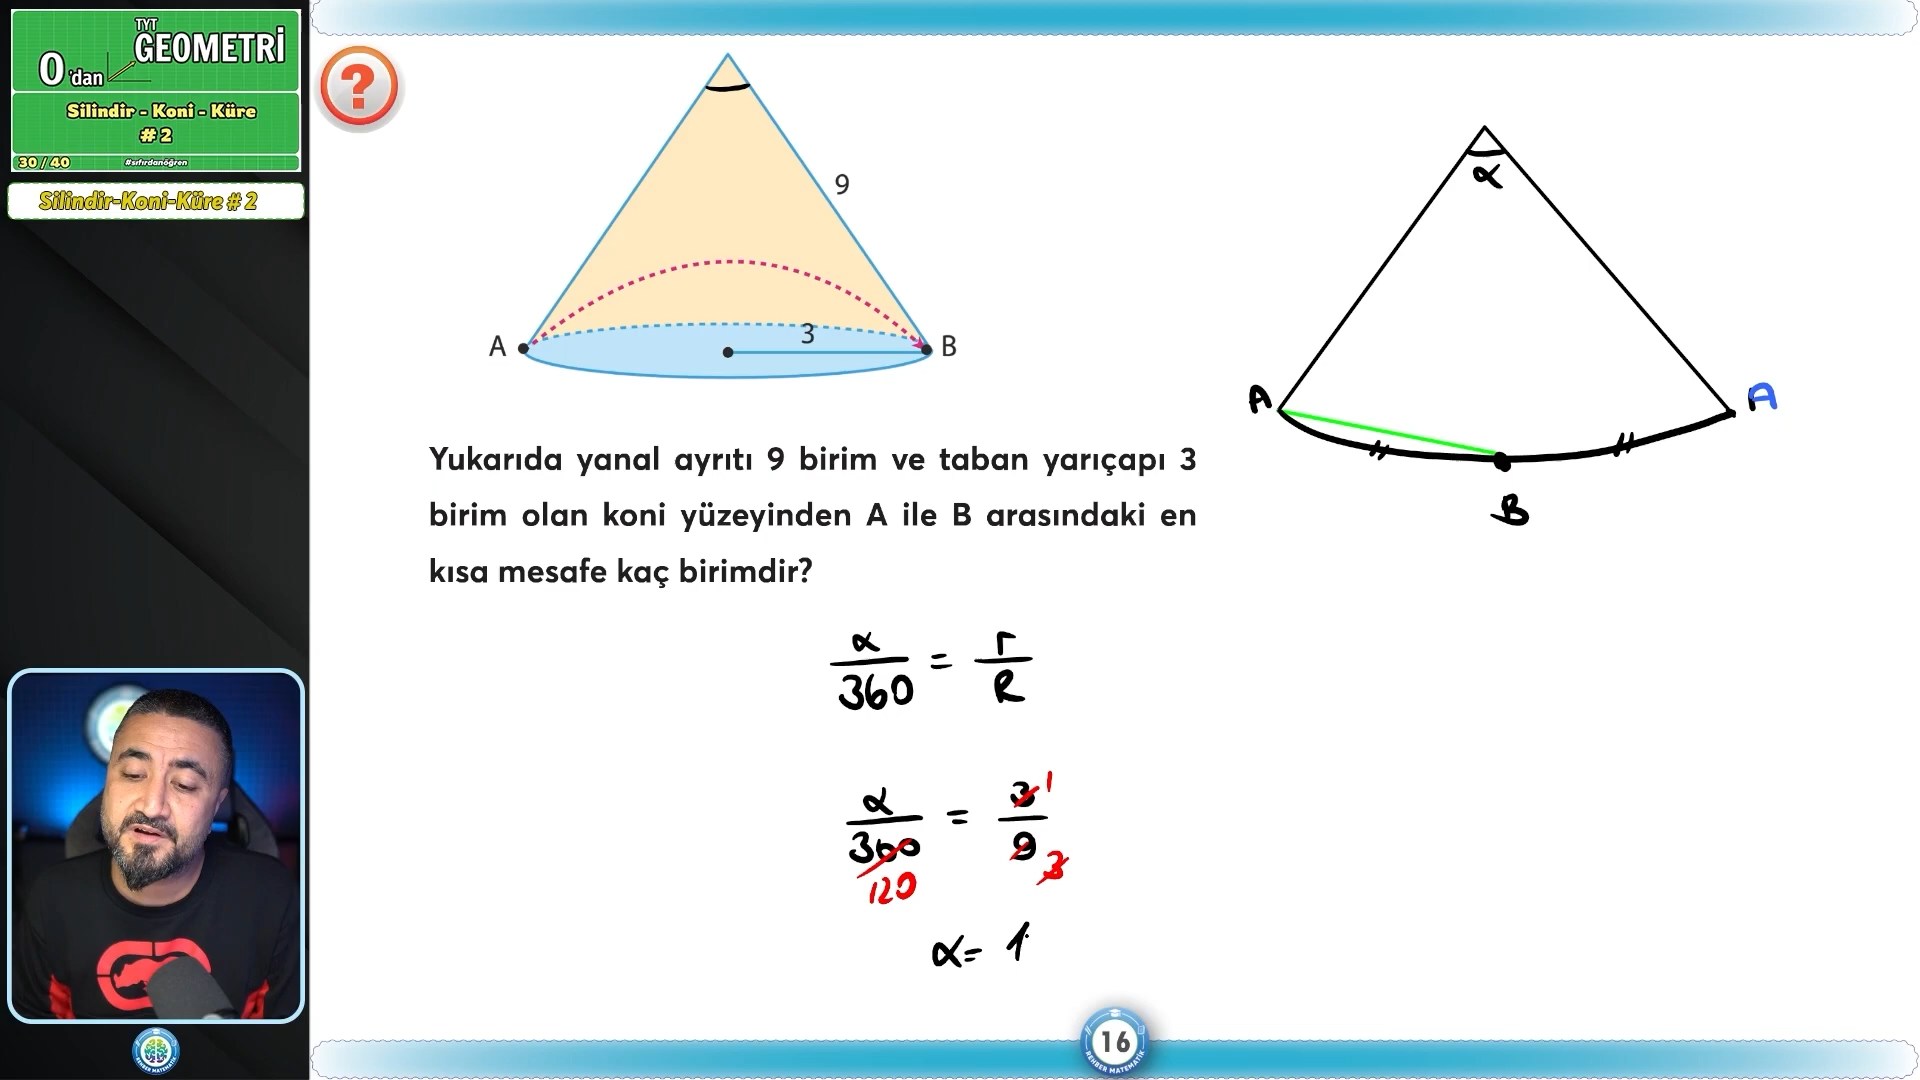 TYT
0'dan GEOMETRİ
Silindir - Koni - Küre
# 2
30 / 40 #sıfırdanöğren
Silindir-Koni-Küre # 2
?
9
3
A
B
Yukarıda yanal ayrıtı 9 birim ve taban yarıçapı 3
birim olan koni yüzeyinden A ile B arasındaki en
kısa mesafe kaç birimdir?
α
A
A
B
α/360 = r/R
α/360 = 3/9
1
120
3
α= 1
16
REHBER MATEMATİK